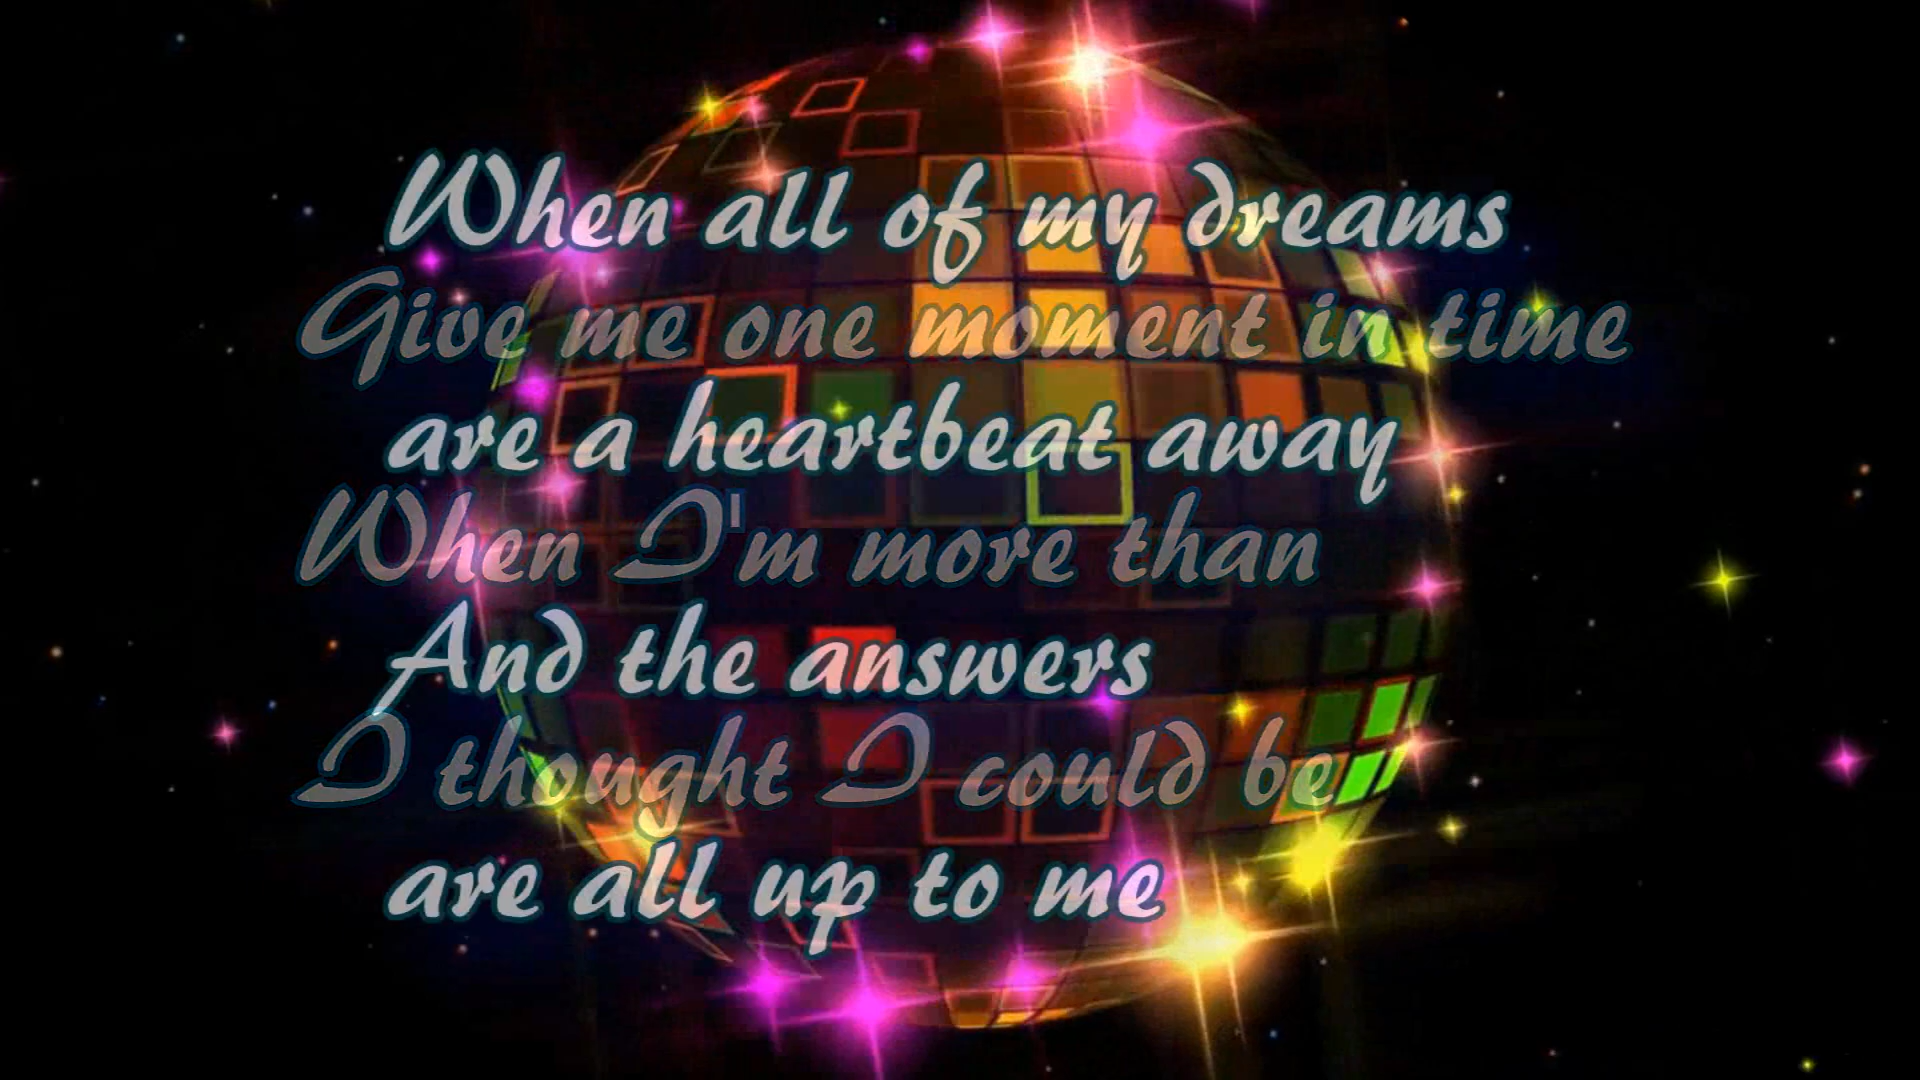 When all of my dreams
Give me one moment in time
are a heartbeat away
When I'm more than
And the answers
I thought I could be
are all up to me